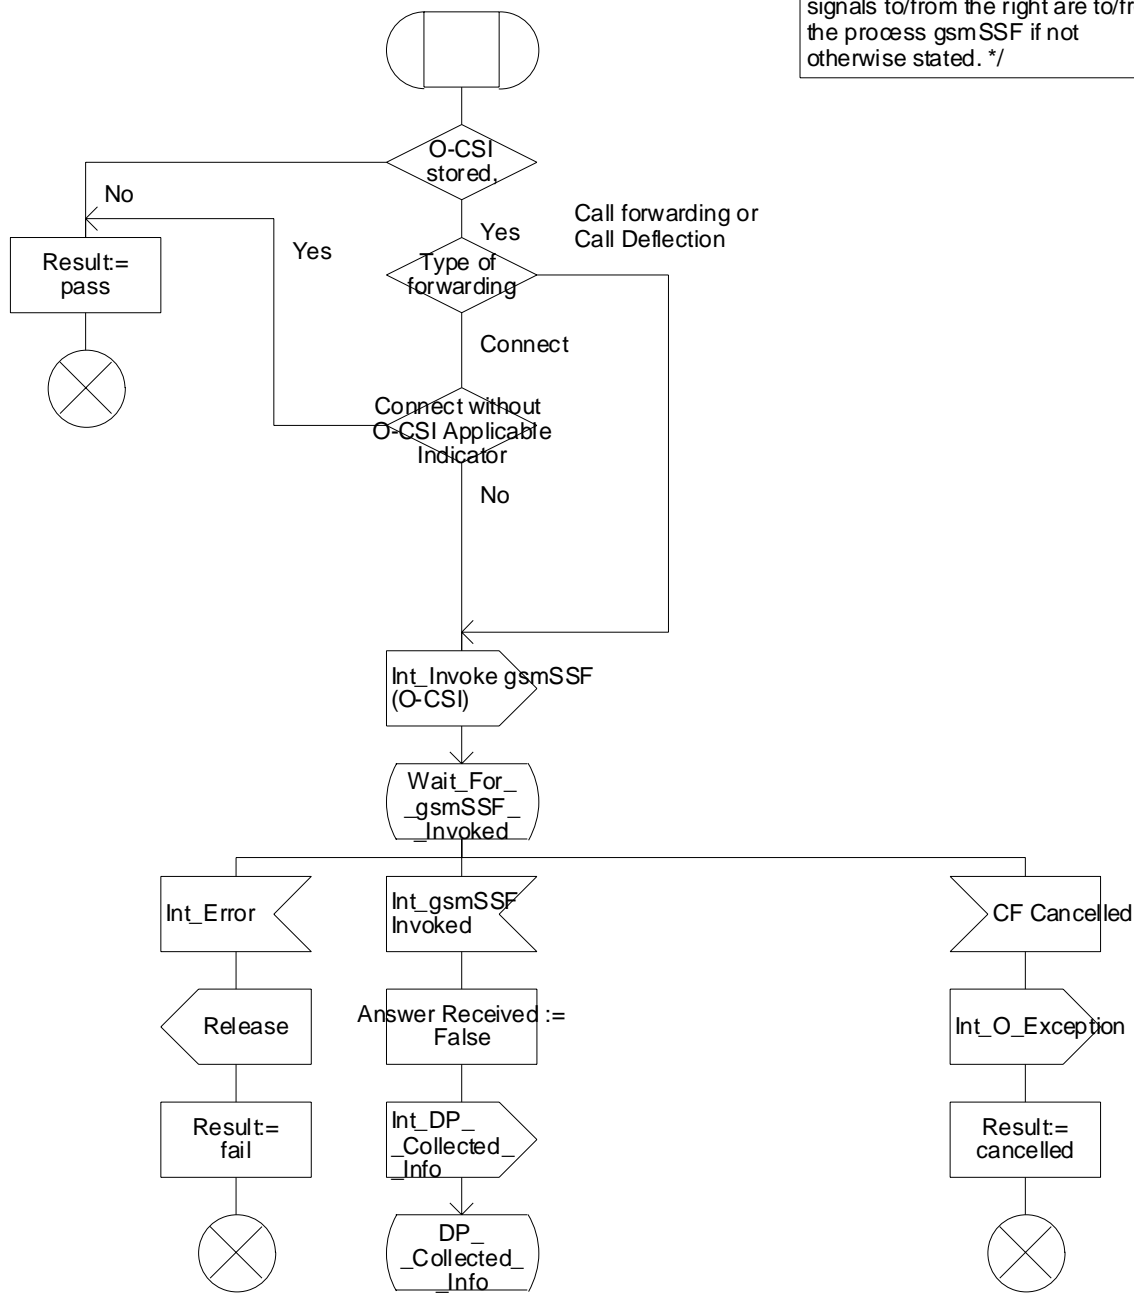 signals to/from the right are to/fr
the process gsmSSF if not
otherwise stated. */
O-CSI
stored,
No
Yes
Call forwarding or
Call Deflection
Result:=
pass
Yes
Type of
forwarding
Connect
Connect without
O-CSI Applicable
Indicator
No
Int_Invoke gsmSSF
(O-CSI)
Wait_For_
_gsmSSF_
_Invoked
Int_Error
Int_gsmSSF
Invoked
CF Cancelled
Release
Answer Received :=
False
Int_O_Exception
Result:=
fail
Int_DP_
_Collected_
_Info
Result:=
cancelled
DP_
_Collected_
_Info